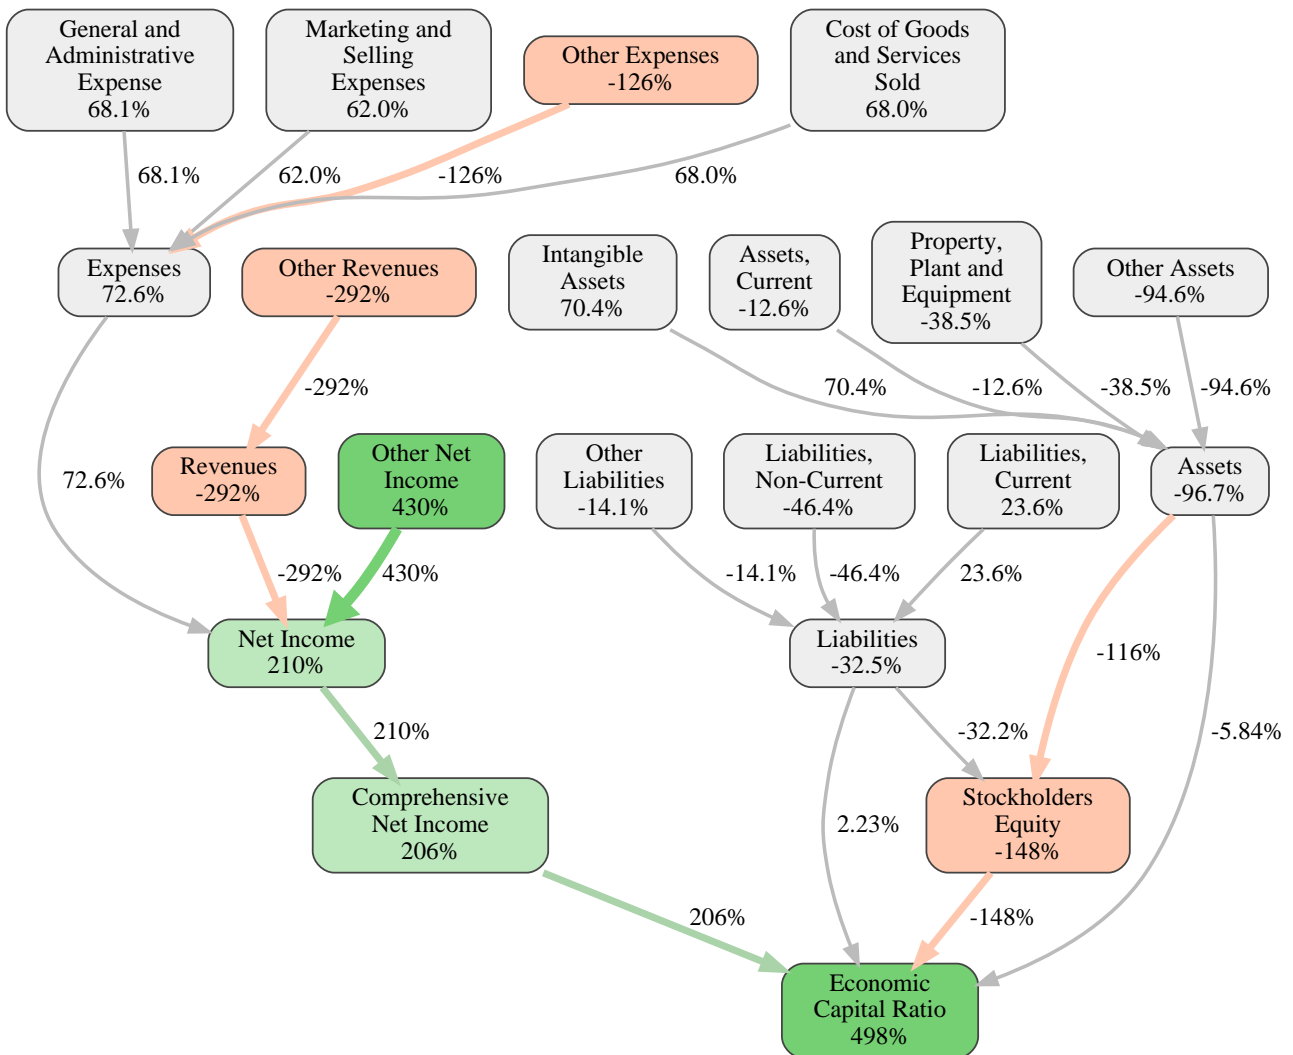 General and
Administrative
Expense
68.1%
Marketing and
Selling
Expenses
62.0%
Other Expenses
-126%
Cost of Goods
and Services
Sold
68.0%
68.1%
62.0%
-126%
68.0%
Expenses
72.6%
Other Revenues
-292%
Intangible
Assets
70.4%
Assets,
Current
-12.6%
Property,
Plant and
Equipment
-38.5%
Other Assets
-94.6%
-292%
70.4%
-12.6%
-38.5%
-94.6%
72.6%
Revenues
-292%
Other Net
Income
430%
Other
Liabilities
-14.1%
Liabilities,
Non-Current
-46.4%
Liabilities,
Current
23.6%
Assets
-96.7%
-292%
430%
-14.1%
-46.4%
23.6%
Net Income
210%
Liabilities
-32.5%
-116%
210%
-32.2%
-5.84%
Comprehensive
Net Income
206%
2.23%
Stockholders
Equity
-148%
206%
-148%
Economic
Capital Ratio
498%